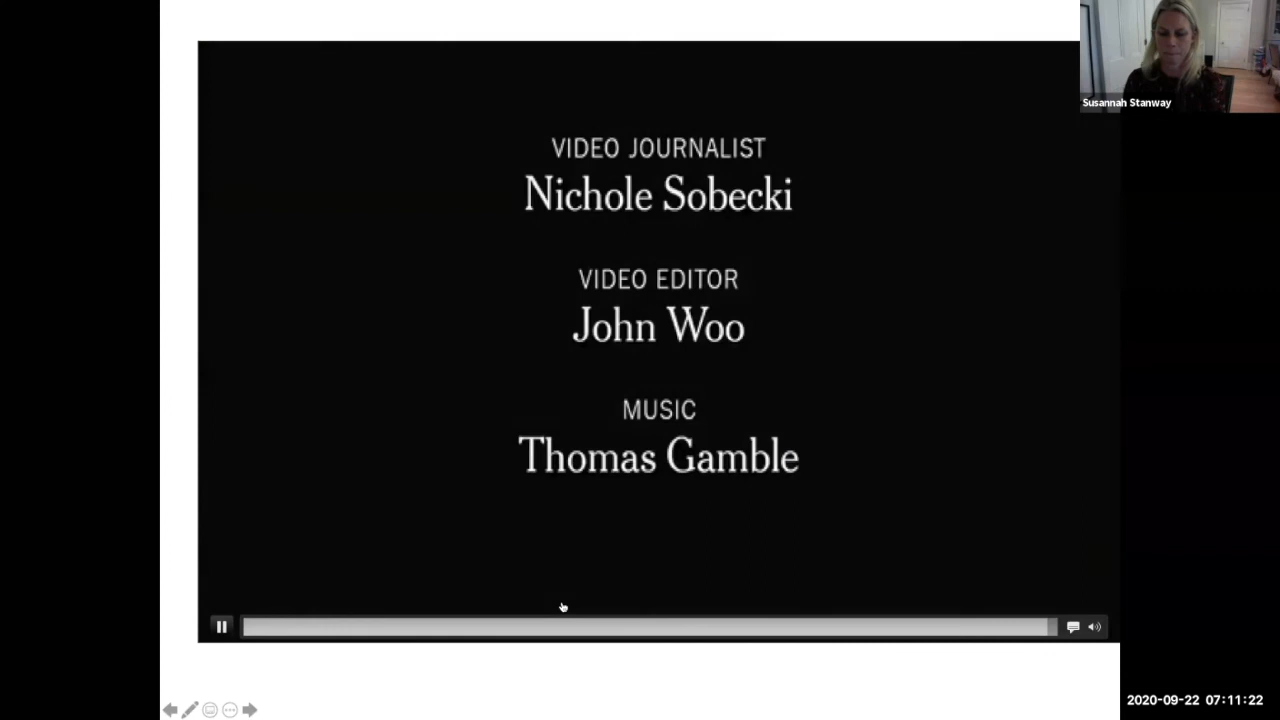 VIDEO JOURNALIST
Nichole Sobecki
VIDEO EDITOR
John Woo
MUSIC
Thomas Gamble
Susannah Stanway
2020-09-22 07:11:22